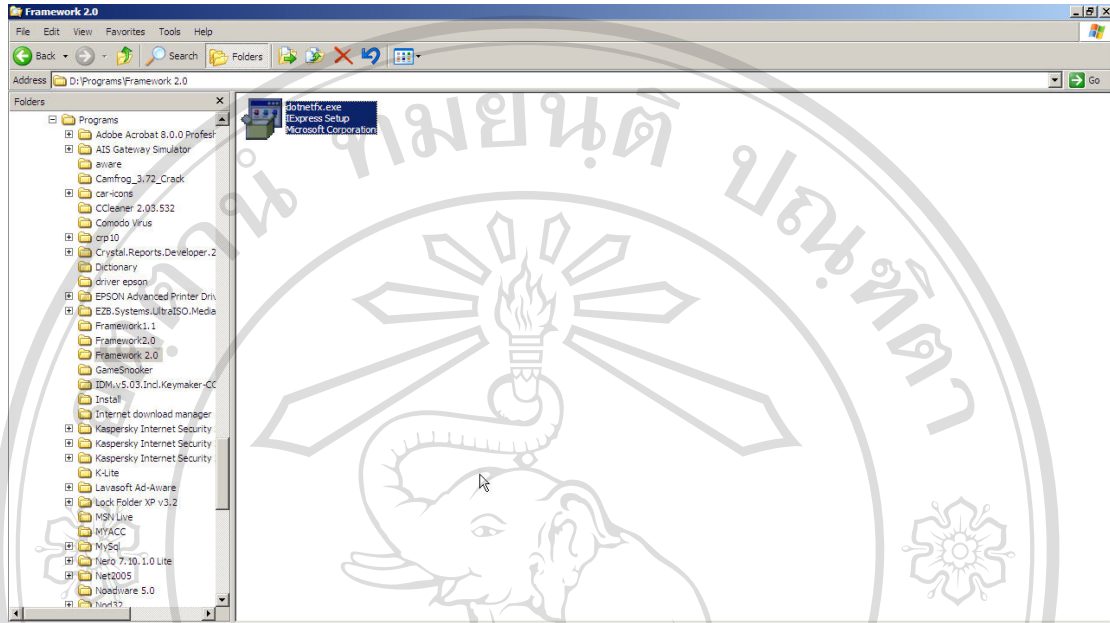 Framework 2.0
File Edit View Favorites Tools Help
Back Search Folders
Address D:\Programs\Framework 2.0 Go
Folders
Programs
Adobe Acrobat 8.0.0 Profesh
AIS Gateway Simulator
aware
Camfrog_3.72_Crack
car-icons
CCleaner 2.03.532
Comodo Virus
crp10
Crystal.Reports.Developer.2
Dictionary
driver epson
EPSON Advanced Printer Driv
EZB.Systems.UltraISO.Media
Framework1.1
Framework2.0
Framework 2.0
GameSnooker
IDM.v5.03.Incl.Keymaker-CC
Install
Internet download manager
Kaspersky Internet Security
Kaspersky Internet Security
Kaspersky Internet Security
K-Lite
Lavasoft Ad-Aware
Lock Folder XP v3.2
MSN Live
MYACC
MySql
Nero 7.10.1.0 Lite
Net2005
Noadware 5.0
Nod32
dotnetfx.exe
IExpress Setup
Microsoft Corporation